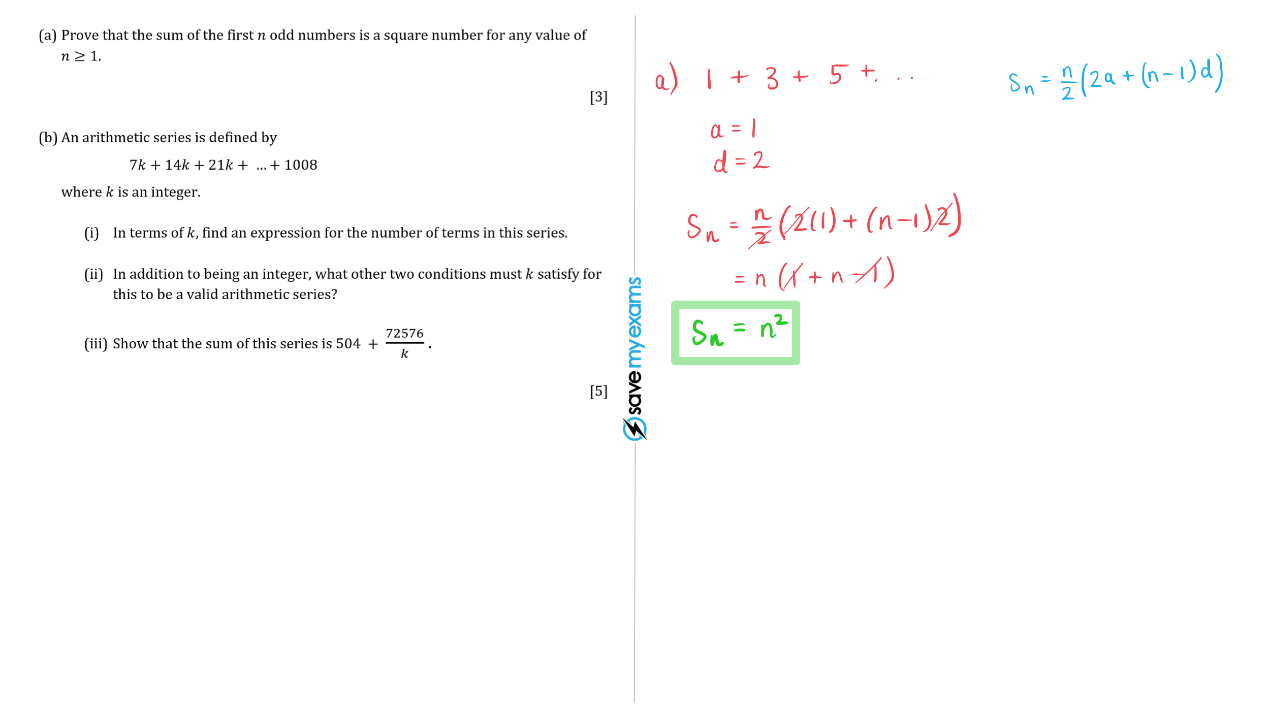 (a) Prove that the sum of the first n odd numbers is a square number for any value of
n ≥ 1.
[3]
(b) An arithmetic series is defined by
7k + 14k + 21k + … + 1008
where k is an integer.
(i) In terms of k, find an expression for the number of terms in this series.
(ii) In addition to being an integer, what other two conditions must k satisfy for
this to be a valid arithmetic series?
(iii) Show that the sum of this series is 504 + 72576/k .
[5]
save my exams
a) 1 + 3 + 5 + . . .
Sn = n/2 (2a + (n − 1)d)
a = 1
d = 2
Sn = n/2 (2(1) + (n − 1)2)
= n (1 + n − 1)
Sn = n²